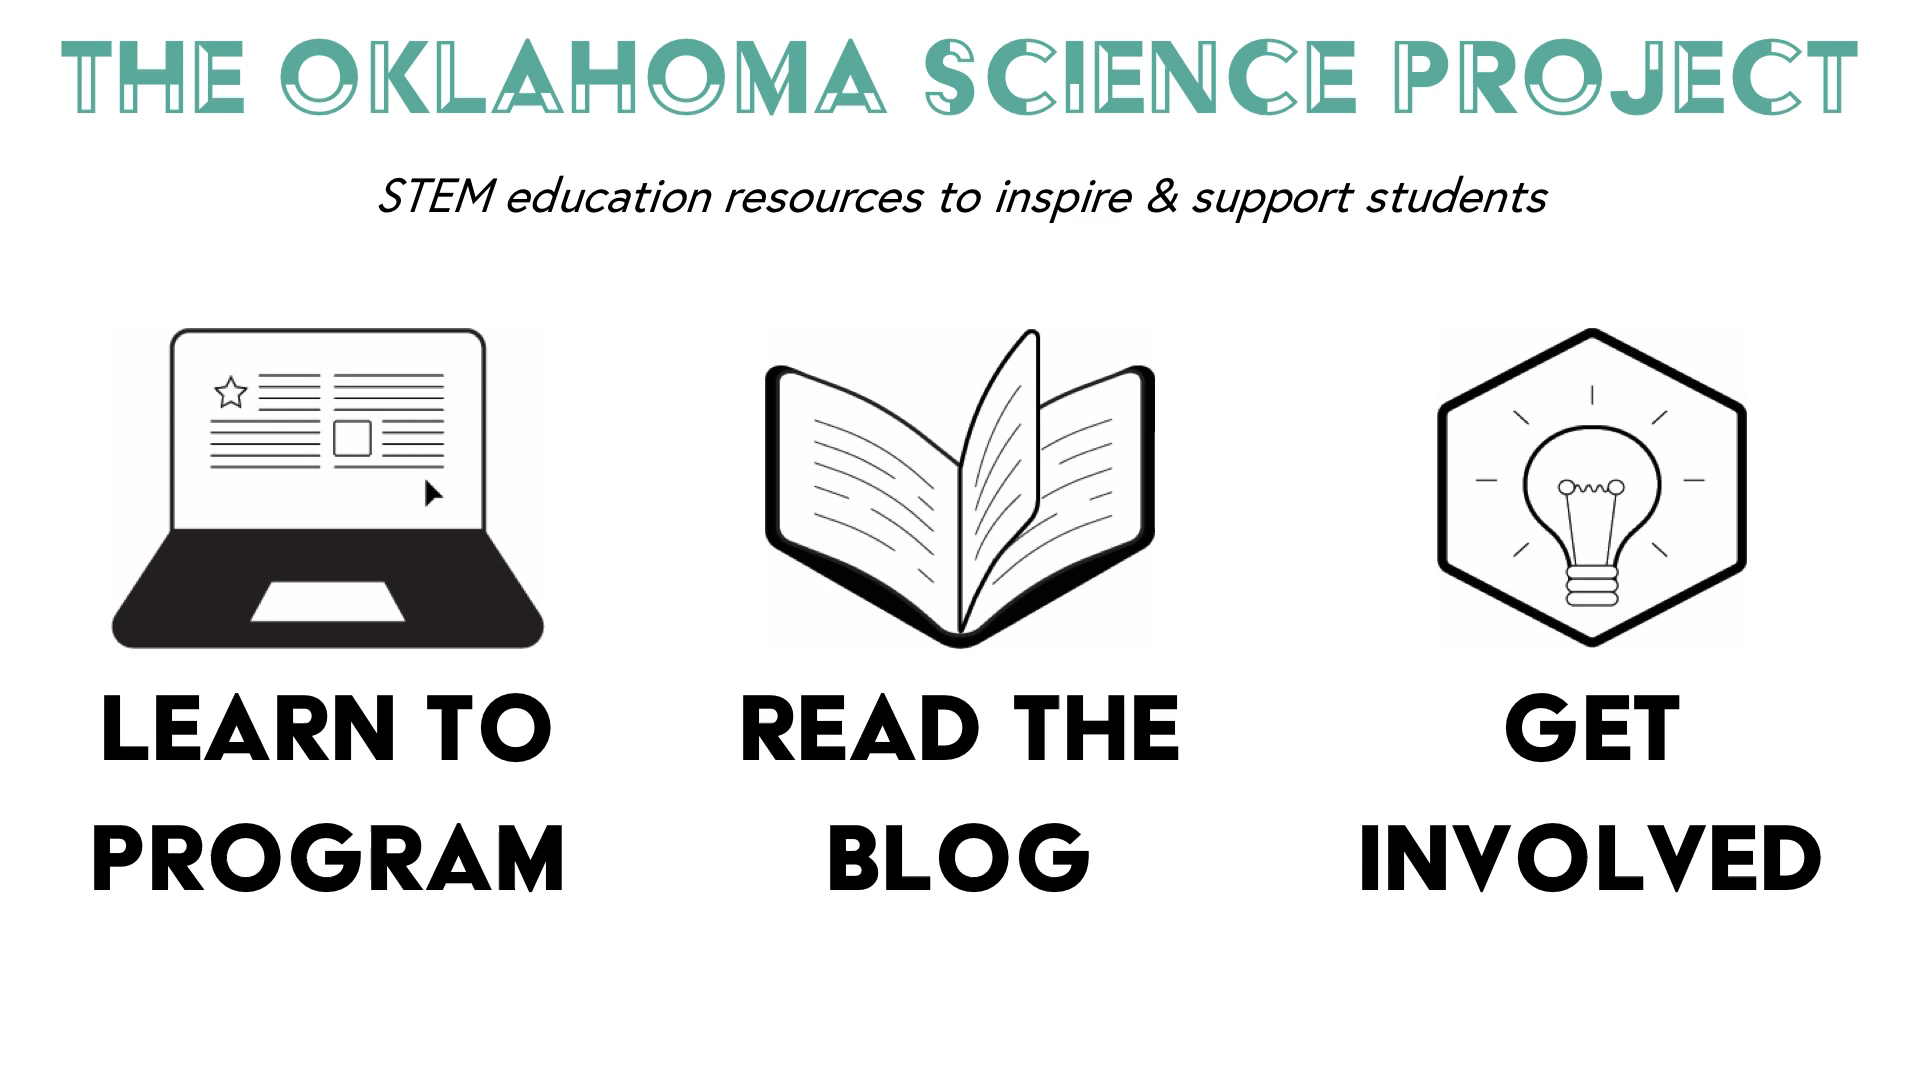 THE OKLAHOMA SCIENCE PROJECT
STEM education resources to inspire & support students
LEARN TO
PROGRAM
READ THE
BLOG
GET
INVOLVED